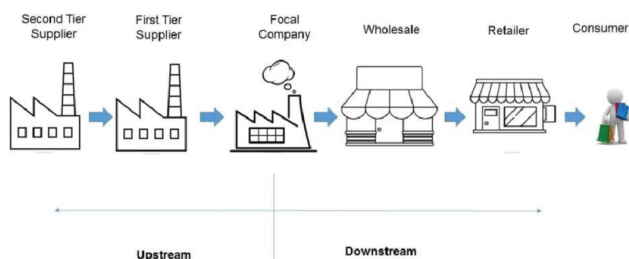 Second Tier
Supplier
First Tier
Supplier
Focal
Company
Wholesale
Retailer
Consumer
Upstream
Downstream